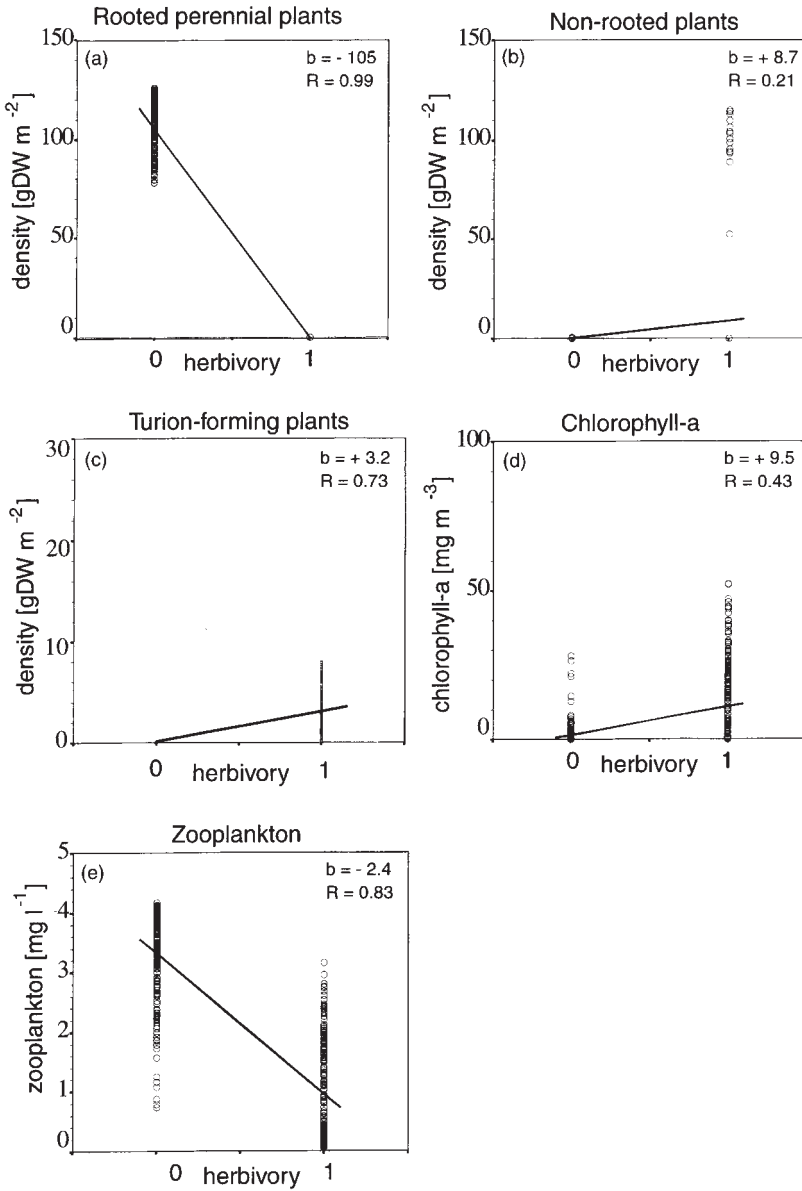 Rooted perennial plants
(a)
b = - 105
R = 0.99
density [gDW m⁻²]
150
100
50
0
0
1
herbivory
Non-rooted plants
(b)
b = + 8.7
R = 0.21
density [gDW m⁻²]
150
100
50
0
0
1
herbivory
Turion-forming plants
(c)
b = + 3.2
R = 0.73
density [gDW m⁻²]
30
20
10
0
0
1
herbivory
Chlorophyll-a
(d)
b = + 9.5
R = 0.43
chlorophyll-a [mg m⁻³]
100
50
0
0
1
herbivory
Zooplankton
(e)
b = - 2.4
R = 0.83
zooplankton [mg l⁻¹]
5
4
3
2
1
0
0
1
herbivory